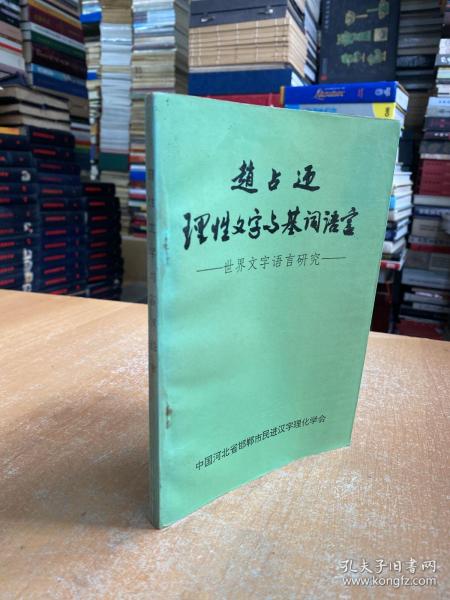 趙占迎
理性文字与基词语言
——世界文字语言研究——
中国河北省邯郸市民进汉字理化学会
孔夫子旧书网
www.kongfz.com